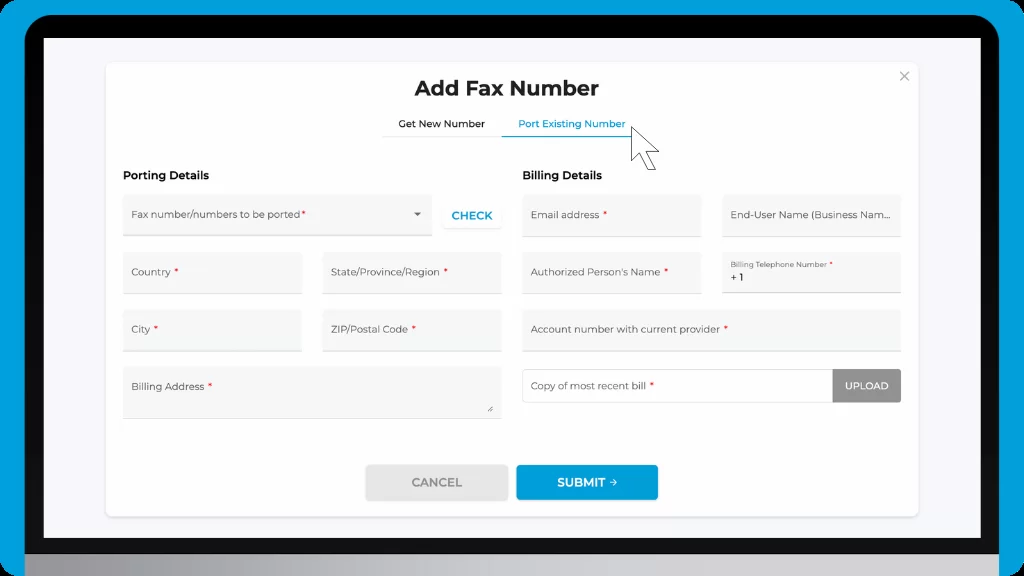 Add Fax Number
Get New Number
Port Existing Number
Porting Details
Fax number/numbers to be ported*
CHECK
Country *
State/Province/Region *
City *
ZIP/Postal Code *
Billing Address *
Billing Details
Email address *
End-User Name (Business Nam...
Authorized Person's Name *
Billing Telephone Number *
+1
Account number with current provider *
Copy of most recent bill *
UPLOAD
CANCEL
SUBMIT →